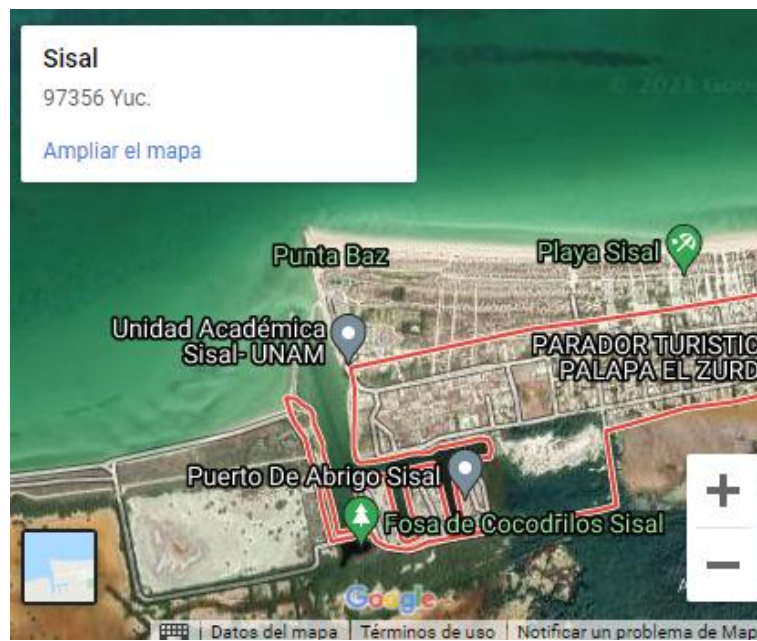 Sisal
97356 Yuc.
Ampliar el mapa
© 2021 Goo
Punta Baz
Playa Sisal
Unidad Académica
Sisal- UNAM
PARADOR TURISTIC
PALAPA EL ZURD
Puerto De Abrigo Sisal
Fosa de Cocodrilos Sisal
+
−
Google
Datos del mapa
Términos de uso
Notificar un problema de Map